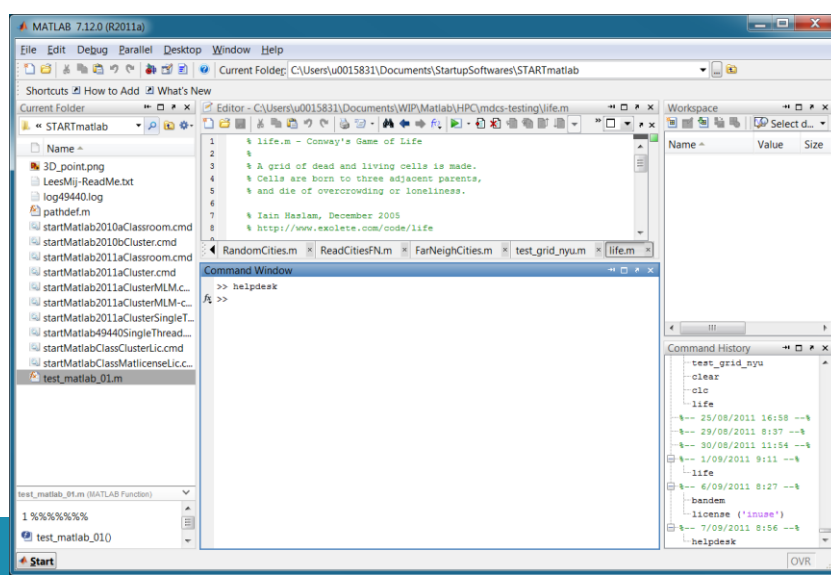 MATLAB 7.12.0 (R2011a)
File Edit Debug Parallel Desktop Window Help
Current Folder: C:\Users\u0015831\Documents\StartupSoftwares\STARTmatlab
Shortcuts How to Add What's New
Current Folder
« STARTmatlab
Name
3D_point.png
LeesMij-ReadMe.txt
log49440.log
pathdef.m
startMatlab2010aClassroom.cmd
startMatlab2010bCluster.cmd
startMatlab2011aClassroom.cmd
startMatlab2011aCluster.cmd
startMatlab2011aClusterMLM.c...
startMatlab2011aClusterMLM-c...
startMatlab2011aClusterSingleT...
startMatlab49440SingleThread....
startMatlabClassClusterLic.cmd
startMatlabClassMatlicenseLic.c...
test_matlab_01.m
test_matlab_01.m (MATLAB Function)
1 %%%%%%%
test_matlab_01()
Editor - C:\Users\u0015831\Documents\WIP\Matlab\HPC\mdcs-testing\life.m
1 % life.m - Conway's Game of Life
2 %
3 % A grid of dead and living cells is made.
4 % Cells are born to three adjacent parents,
5 % and die of overcrowding or loneliness.
6
7 % Iain Haslam, December 2005
8 % http://www.exolete.com/code/life
RandomCities.m ReadCitiesFN.m FarNeighCities.m test_grid_nyu.m life.m
Command Window
>> helpdesk
fx >>
Workspace
Select d...
Name Value Size
Command History
test_grid_nyu
clear
clc
life
%-- 25/08/2011 16:58 --%
%-- 29/08/2011 8:37 --%
%-- 30/08/2011 11:54 --%
%-- 1/09/2011 9:11 --%
life
%-- 6/09/2011 8:27 --%
bandem
license ('inuse')
%-- 7/09/2011 8:56 --%
helpdesk
Start
OVR